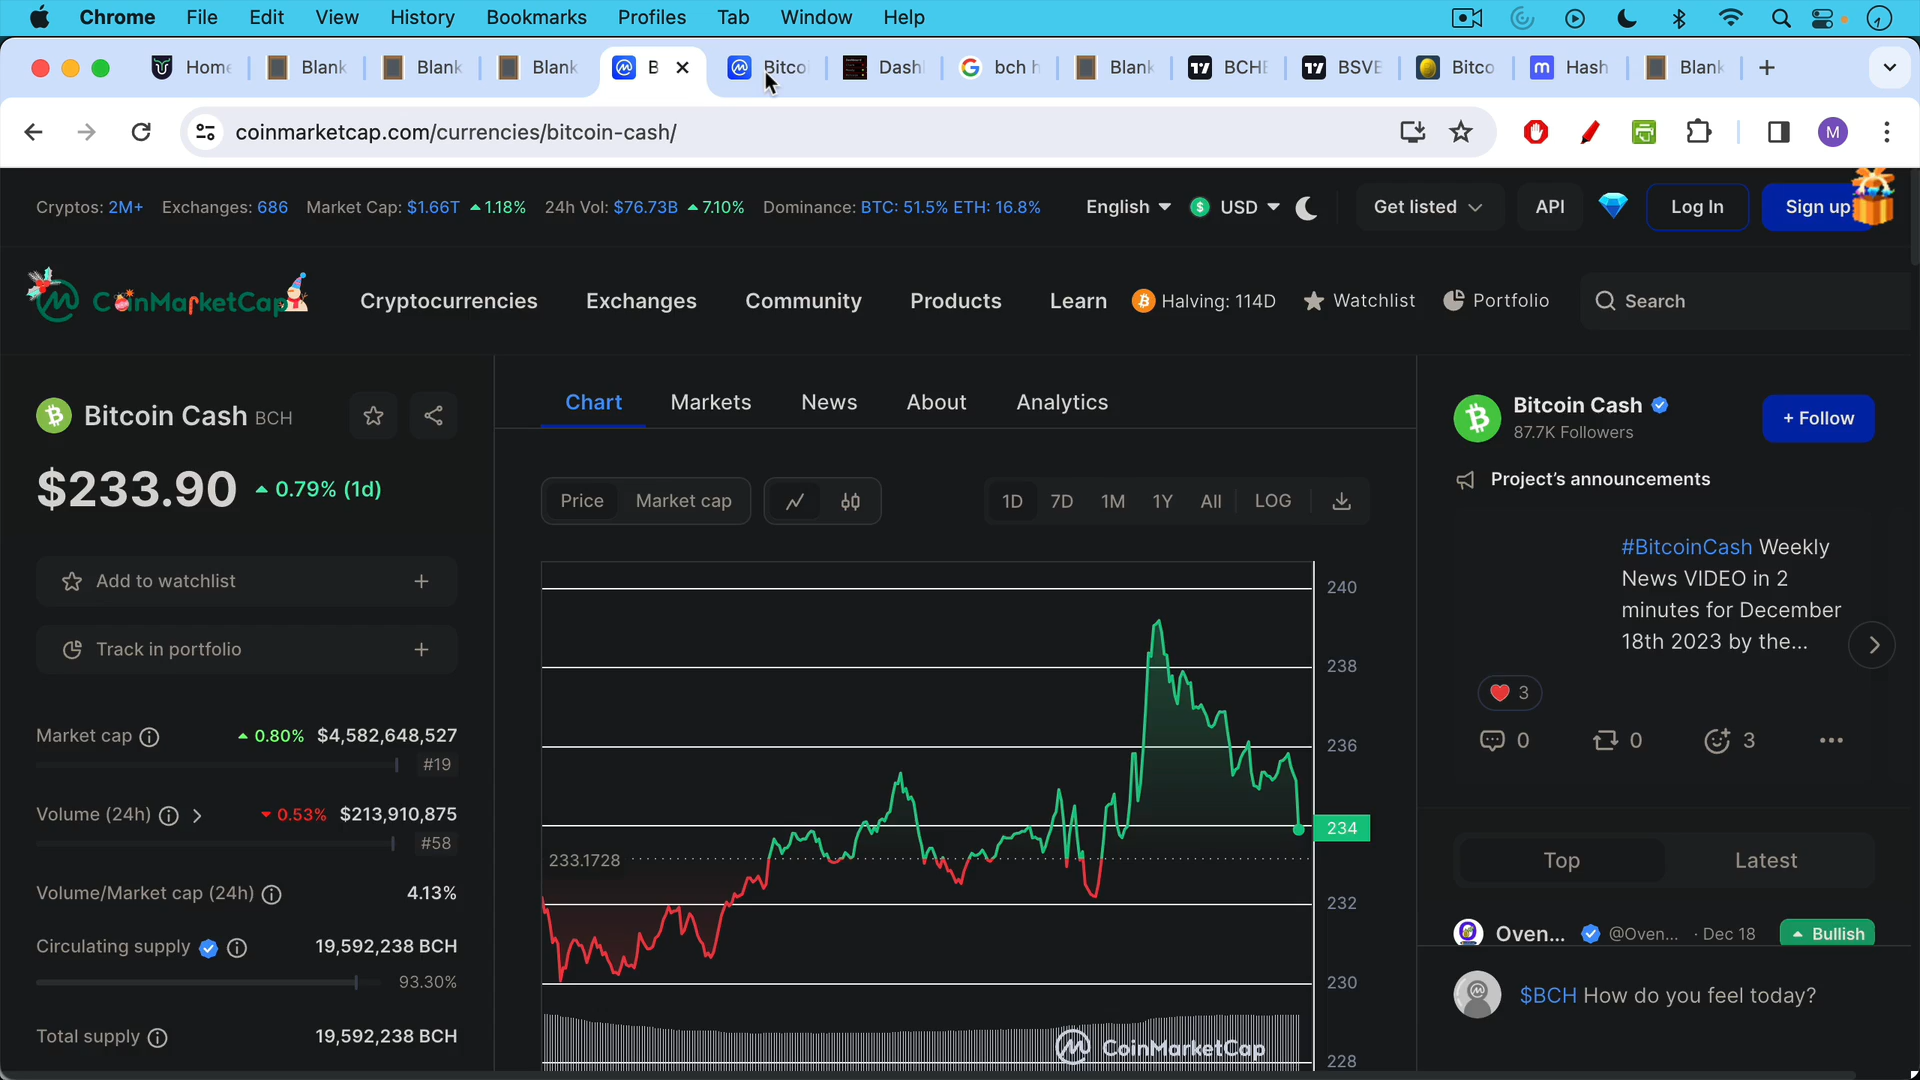 Chrome File Edit View History Bookmarks Profiles Tab Window Help
Home Blank Blank Blank B Bitco Dash bch h Blank BCHE BSVE Bitco Hash Blank
coinmarketcap.com/currencies/bitcoin-cash/
M
Cryptos: 2M+ Exchanges: 686 Market Cap: $1.66T 1.18% 24h Vol: $76.73B 7.10% Dominance: BTC: 51.5% ETH: 16.8%
English $ USD Get listed API Log In Sign up
CoinMarketCap Cryptocurrencies Exchanges Community Products Learn Halving: 114D Watchlist Portfolio Search
Bitcoin Cash BCH
$233.90 0.79% (1d)
Add to watchlist +
Track in portfolio +
Market cap 0.80% $4,582,648,527
#19
Volume (24h) 0.53% $213,910,875
#58
Volume/Market cap (24h) 4.13%
Circulating supply 19,592,238 BCH
93.30%
Total supply 19,592,238 BCH
Chart Markets News About Analytics
Price Market cap 1D 7D 1M 1Y All LOG
240
238
236
234
233.1728
232
230
228
CoinMarketCap
Bitcoin Cash
87.7K Followers
+ Follow
Project's announcements
#BitcoinCash Weekly
News VIDEO in 2
minutes for December
18th 2023 by the...
3
0 0 3
Top Latest
Oven... @Oven... · Dec 18 Bullish
$BCH How do you feel today?